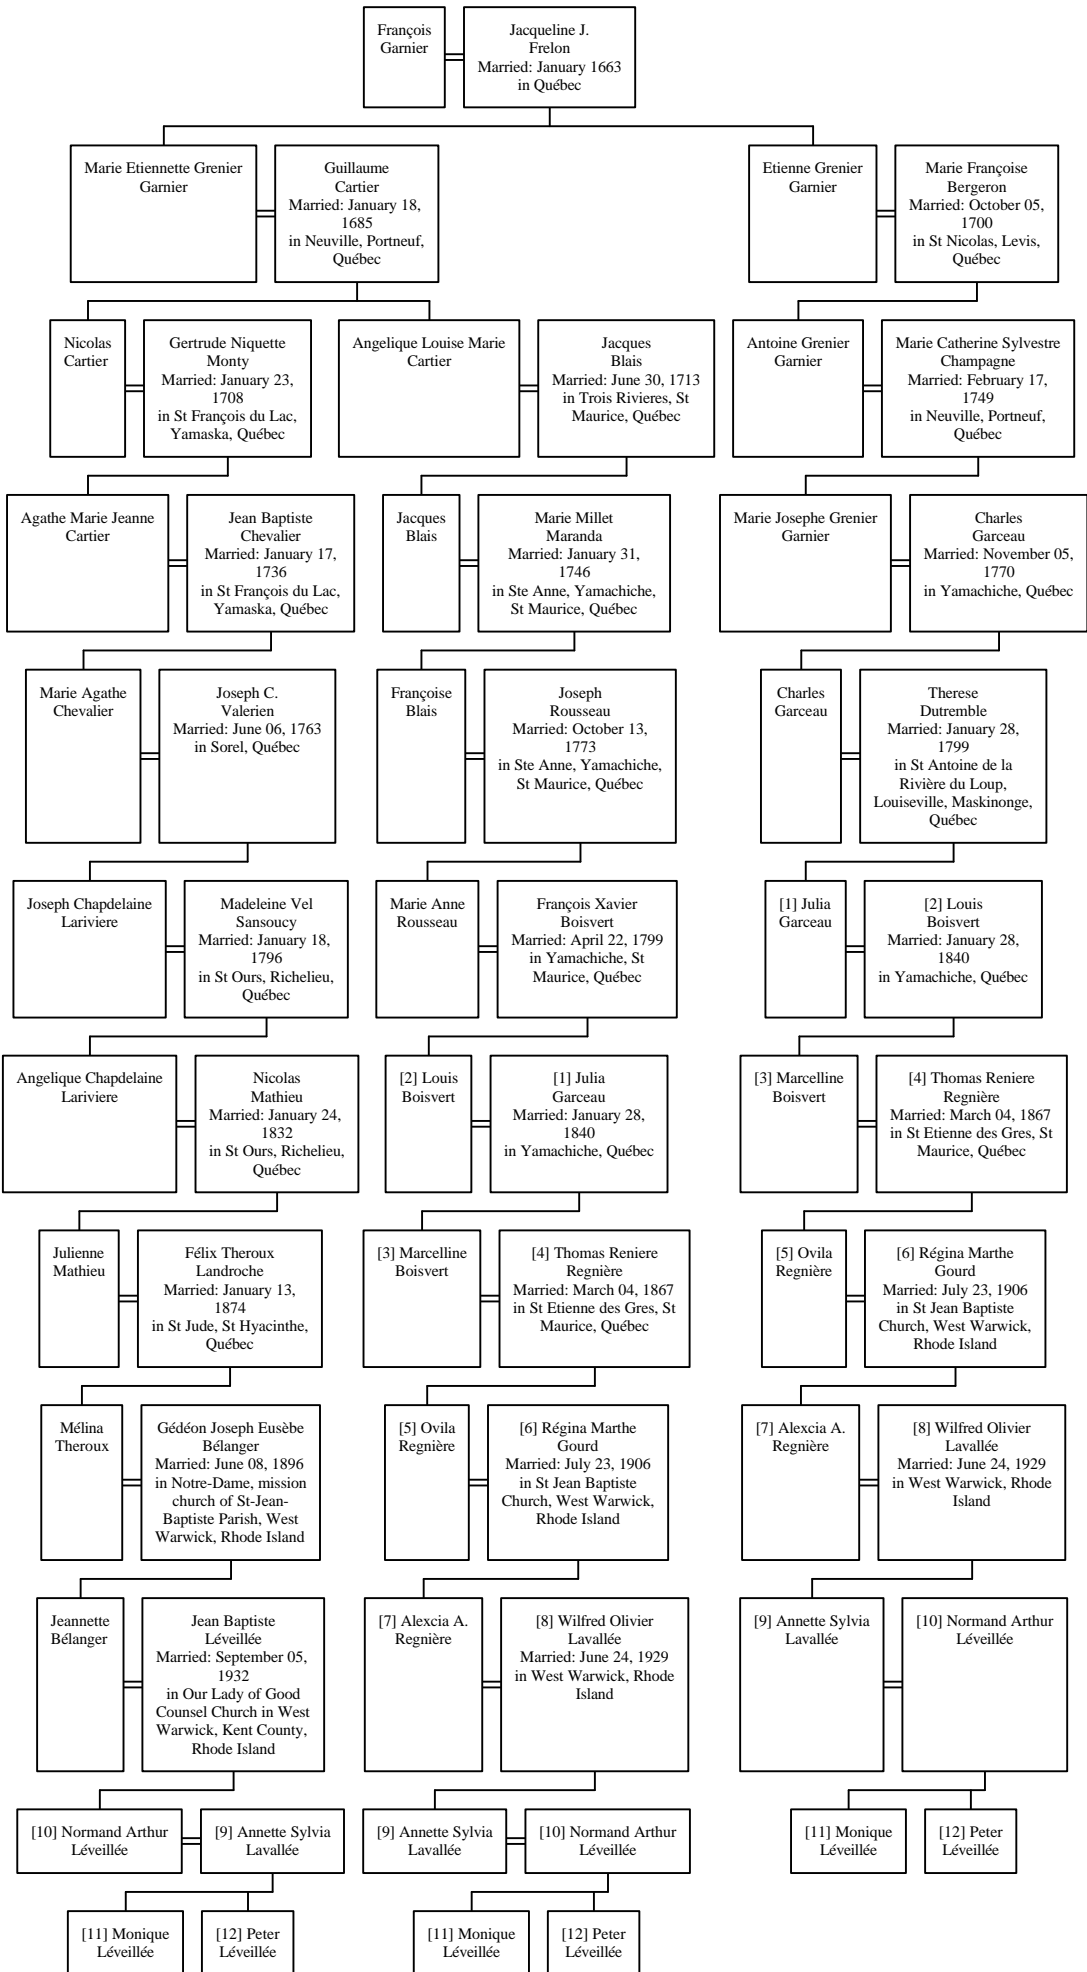 François
Garnier
Jacqueline J.
Frelon
Married: January 1663
in Québec
Marie Etiennette Grenier
Garnier
Guillaume
Cartier
Married: January 18,
1685
in Neuville, Portneuf,
Québec
Etienne Grenier
Garnier
Marie Françoise
Bergeron
Married: October 05,
1700
in St Nicolas, Levis,
Québec
Nicolas
Cartier
Gertrude Niquette
Monty
Married: January 23,
1708
in St François du Lac,
Yamaska, Québec
Angelique Louise Marie
Cartier
Jacques
Blais
Married: June 30, 1713
in Trois Rivieres, St
Maurice, Québec
Antoine Grenier
Garnier
Marie Catherine Sylvestre
Champagne
Married: February 17,
1749
in Neuville, Portneuf,
Québec
Agathe Marie Jeanne
Cartier
Jean Baptiste
Chevalier
Married: January 17,
1736
in St François du Lac,
Yamaska, Québec
Jacques
Blais
Marie Millet
Maranda
Married: January 31,
1746
in Ste Anne, Yamachiche,
St Maurice, Québec
Marie Josephe Grenier
Garnier
Charles
Garceau
Married: November 05,
1770
in Yamachiche, Québec
Marie Agathe
Chevalier
Joseph C.
Valerien
Married: June 06, 1763
in Sorel, Québec
Françoise
Blais
Joseph
Rousseau
Married: October 13,
1773
in Ste Anne, Yamachiche,
St Maurice, Québec
Charles
Garceau
Therese
Dutremble
Married: January 28,
1799
in St Antoine de la
Rivière du Loup,
Louiseville, Maskinonge,
Québec
Joseph Chapdelaine
Lariviere
Madeleine Vel
Sansoucy
Married: January 18,
1796
in St Ours, Richelieu,
Québec
Marie Anne
Rousseau
François Xavier
Boisvert
Married: April 22, 1799
in Yamachiche, St
Maurice, Québec
[1] Julia
Garceau
[2] Louis
Boisvert
Married: January 28,
1840
in Yamachiche, Québec
Angelique Chapdelaine
Lariviere
Nicolas
Mathieu
Married: January 24,
1832
in St Ours, Richelieu,
Québec
[2] Louis
Boisvert
[1] Julia
Garceau
Married: January 28,
1840
in Yamachiche, Québec
[3] Marcelline
Boisvert
[4] Thomas Reniere
Regnière
Married: March 04, 1867
in St Etienne des Gres, St
Maurice, Québec
Julienne
Mathieu
Félix Theroux
Landroche
Married: January 13,
1874
in St Jude, St Hyacinthe,
Québec
[3] Marcelline
Boisvert
[4] Thomas Reniere
Regnière
Married: March 04, 1867
in St Etienne des Gres, St
Maurice, Québec
[5] Ovila
Regnière
[6] Régina Marthe
Gourd
Married: July 23, 1906
in St Jean Baptiste
Church, West Warwick,
Rhode Island
Mélina
Theroux
Gédéon Joseph Eusèbe
Bélanger
Married: June 08, 1896
in Notre-Dame, mission
church of St-Jean-
Baptiste Parish, West
Warwick, Rhode Island
[5] Ovila
Regnière
[6] Régina Marthe
Gourd
Married: July 23, 1906
in St Jean Baptiste
Church, West Warwick,
Rhode Island
[7] Alexcia A.
Regnière
[8] Wilfred Olivier
Lavallée
Married: June 24, 1929
in West Warwick, Rhode
Island
Jeannette
Bélanger
Jean Baptiste
Léveillée
Married: September 05,
1932
in Our Lady of Good
Counsel Church in West
Warwick, Kent County,
Rhode Island
[7] Alexcia A.
Regnière
[8] Wilfred Olivier
Lavallée
Married: June 24, 1929
in West Warwick, Rhode
Island
[9] Annette Sylvia
Lavallée
[10] Normand Arthur
Léveillée
[10] Normand Arthur
Léveillée
[9] Annette Sylvia
Lavallée
[9] Annette Sylvia
Lavallée
[10] Normand Arthur
Léveillée
[11] Monique
Léveillée
[12] Peter
Léveillée
[11] Monique
Léveillée
[12] Peter
Léveillée
[11] Monique
Léveillée
[12] Peter
Léveillée